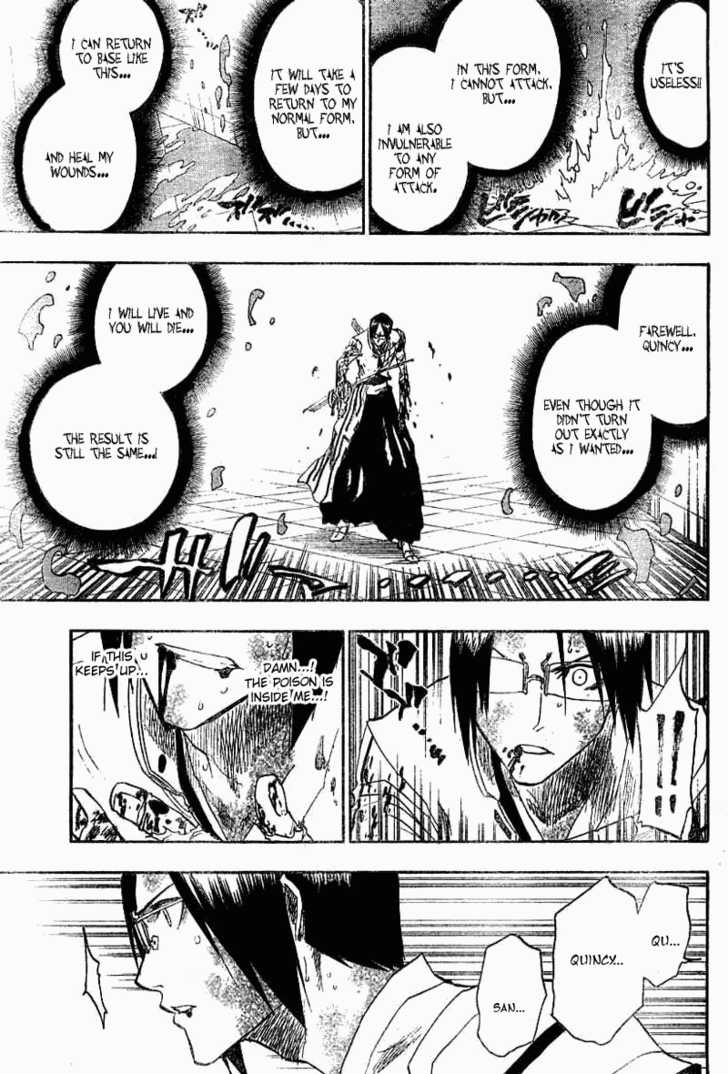 IT'S
USELESS!!
IN THIS FORM,
I CANNOT ATTACK,
BUT...
I AM ALSO
INVULNERABLE
TO ANY
FORM OF
ATTACK.
IT WILL TAKE A
FEW DAYS TO
RETURN TO MY
NORMAL FORM,
BUT...
I CAN RETURN
TO BASE LIKE
THIS...
AND HEAL MY
WOUNDS...
FAREWELL,
QUINCY...
EVEN THOUGH IT
DIDN'T TURN
OUT EXACTLY
AS I WANTED...
I WILL LIVE AND
YOU WILL DIE...
THE RESULT IS
STILL THE SAME...!
!!!
DAMN...!
THE POISON IS
INSIDE ME...!
IF THIS
KEEPS UP...
QU...
QUINCY...
SAN...